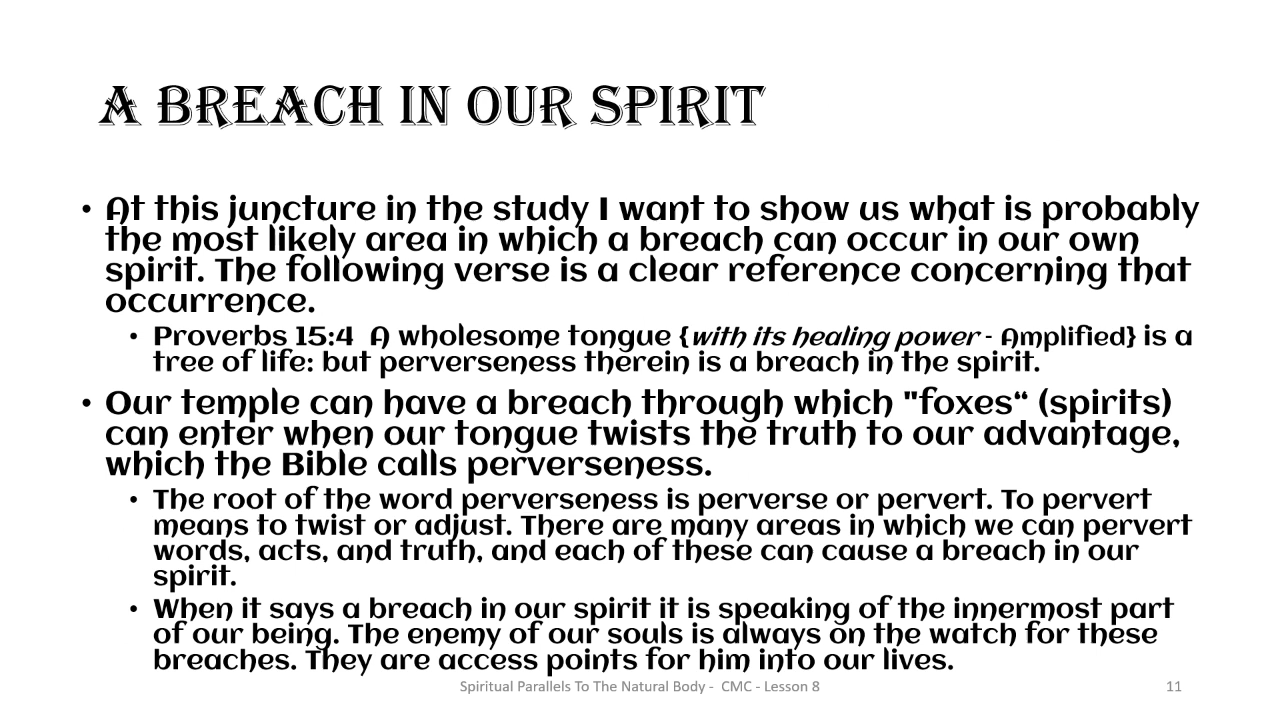 A BREACH IN OUR SPIRIT
• At this juncture in the study I want to show us what is probably
the most likely area in which a breach can occur in our own
spirit. The following verse is a clear reference concerning that
occurrence.
• Proverbs 15:4  A wholesome tongue {with its healing power - Amplified} is a
tree of life: but perverseness therein is a breach in the spirit.
• Our temple can have a breach through which "foxes“ (spirits)
can enter when our tongue twists the truth to our advantage,
which the Bible calls perverseness.
• The root of the word perverseness is perverse or pervert. To pervert
means to twist or adjust. There are many areas in which we can pervert
words, acts, and truth, and each of these can cause a breach in our
spirit.
• When it says a breach in our spirit it is speaking of the innermost part
of our being. The enemy of our souls is always on the watch for these
breaches. They are access points for him into our lives.
Spiritual Parallels To The Natural Body -  CMC - Lesson 8
11